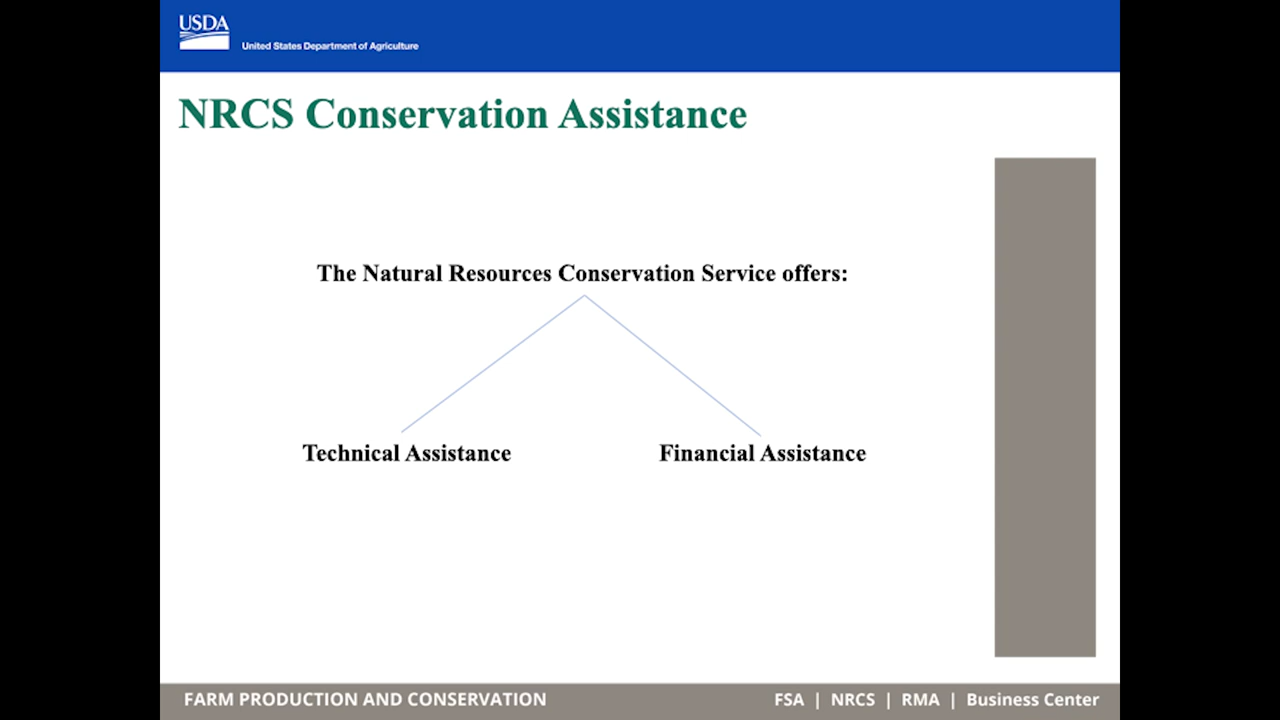 USDA
United States Department of Agriculture
NRCS Conservation Assistance
The Natural Resources Conservation Service offers:
Technical Assistance
Financial Assistance
FARM PRODUCTION AND CONSERVATION
FSA | NRCS | RMA | Business Center